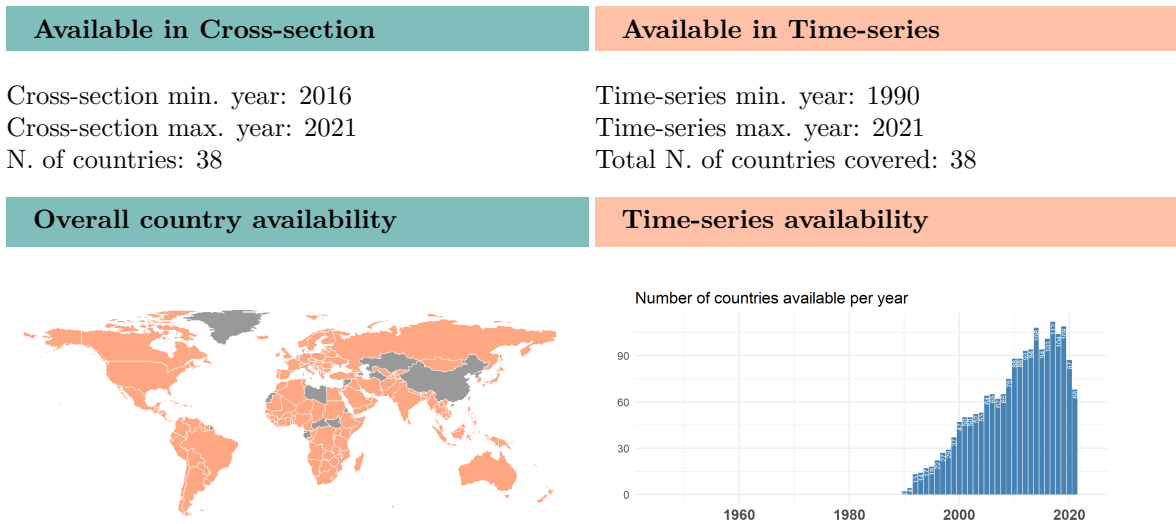 Available in Cross-section
Available in Time-series
Cross-section min. year: 2016
Cross-section max. year: 2021
N. of countries: 38
Time-series min. year: 1990
Time-series max. year: 2021
Total N. of countries covered: 38
Overall country availability
Time-series availability
Number of countries available per year
90
60
30
0
1960
1980
2000
2020